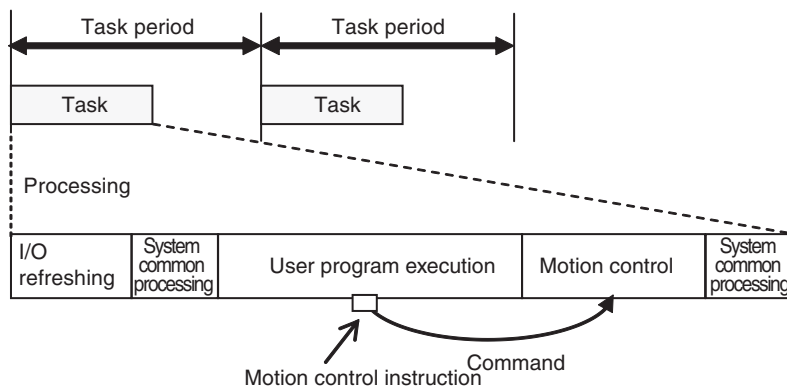 Task period
Task period
Task
Task
Processing
I/O
refreshing
System
common
processing
User program execution
Motion control
System
common
processing
Command
Motion control instruction